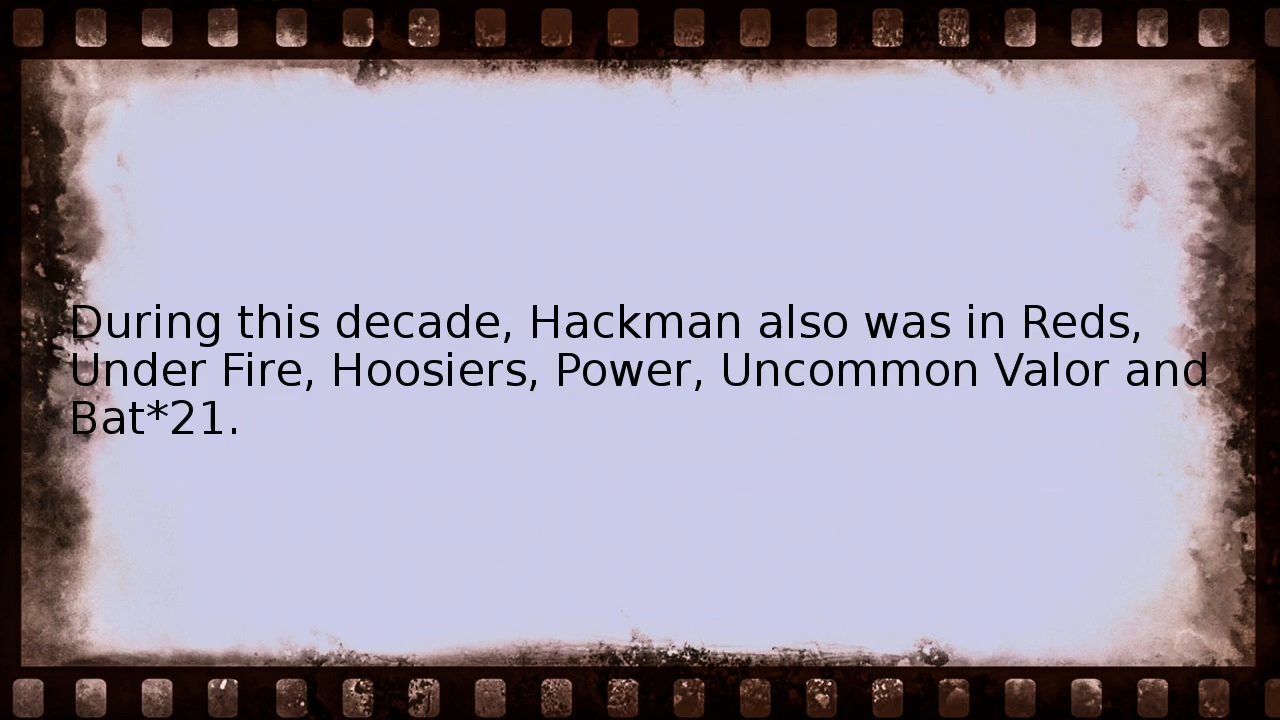 During this decade, Hackman also was in Reds,
Under Fire, Hoosiers, Power, Uncommon Valor and
Bat*21.